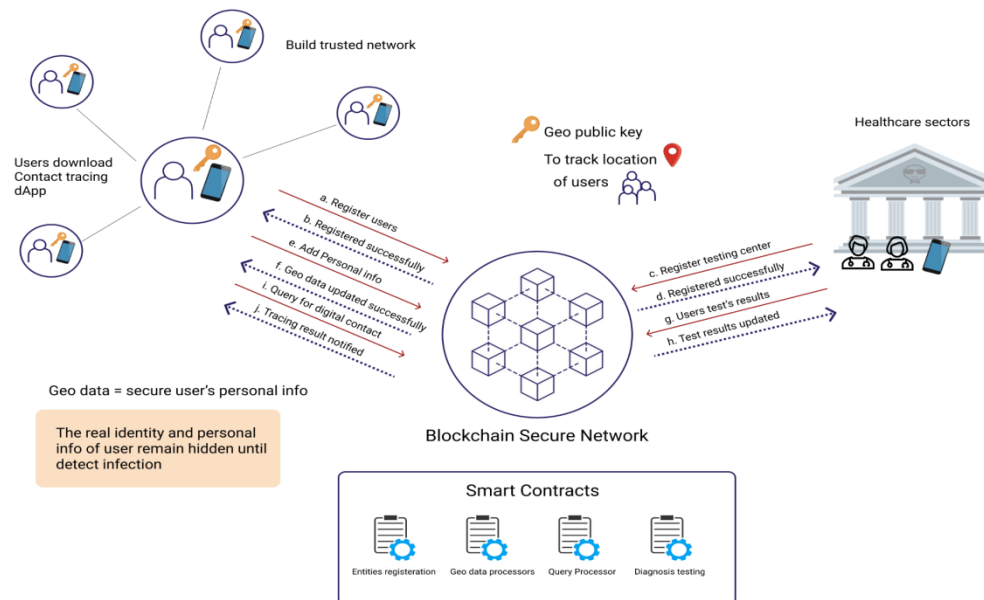 Build trusted network
Users download
Contact tracing
dApp
Geo public key
To track location
of users
Healthcare sectors
a. Register users
b. Registered successfully
e. Add Personal info
f. Geo data updated successfully
i. Query for digital contact
j. Tracing result notified
c. Register testing center
d. Registered successfully
g. Users test's results
h. Test results updated
Blockchain Secure Network
Geo data = secure user's personal info
The real identity and personal
info of user remain hidden until
detect infection
Smart Contracts
Entities registeration
Geo data processors
Query Processor
Diagnosis testing